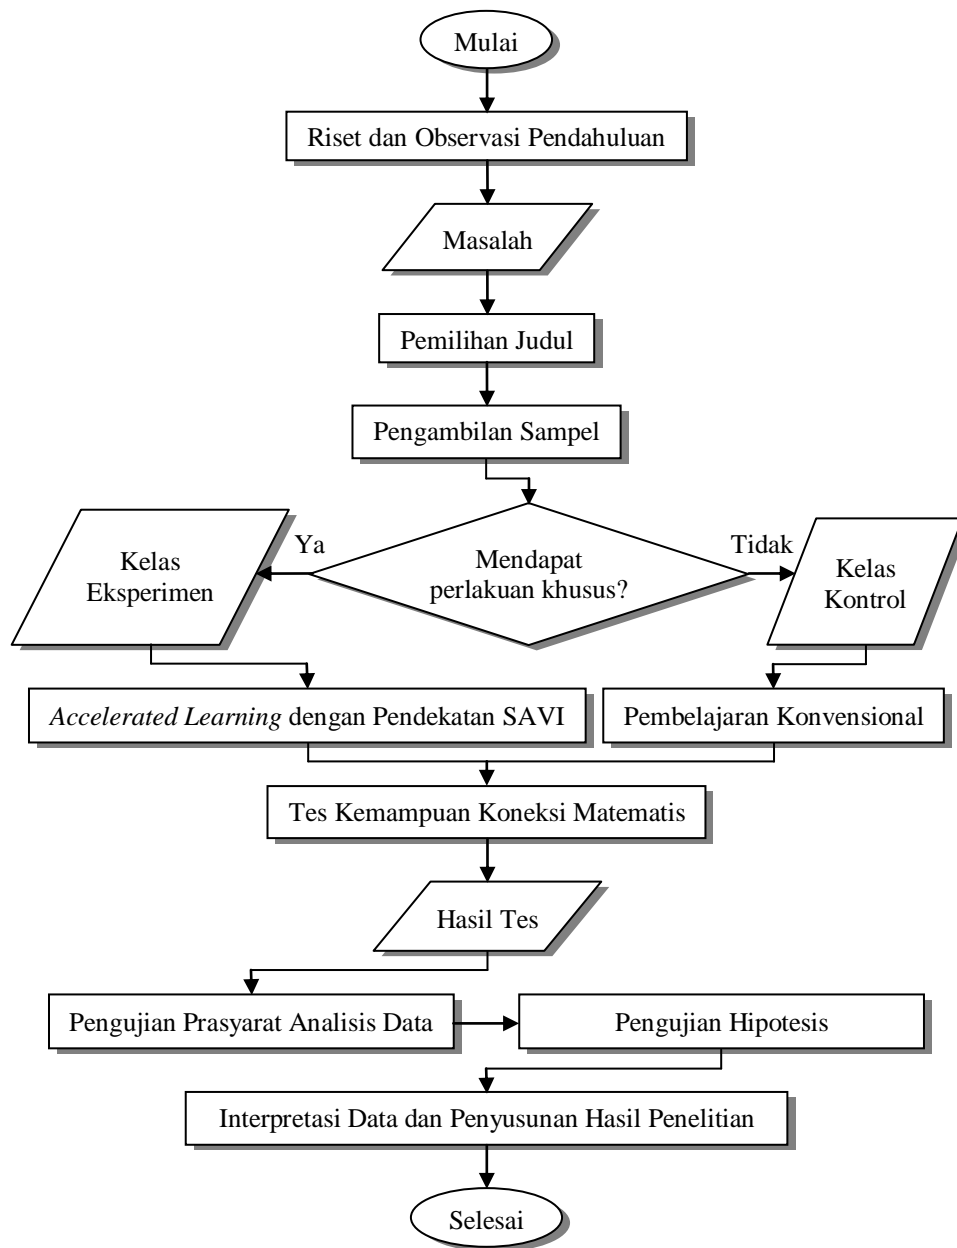 Mulai
Riset dan Observasi Pendahuluan
Masalah
Pemilihan Judul
Pengambilan Sampel
Ya
Mendapat
perlakuan khusus?
Tidak
Kelas
Eksperimen
Kelas
Kontrol
Accelerated Learning dengan Pendekatan SAVI
Pembelajaran Konvensional
Tes Kemampuan Koneksi Matematis
Hasil Tes
Pengujian Prasyarat Analisis Data
Pengujian Hipotesis
Interpretasi Data dan Penyusunan Hasil Penelitian
Selesai